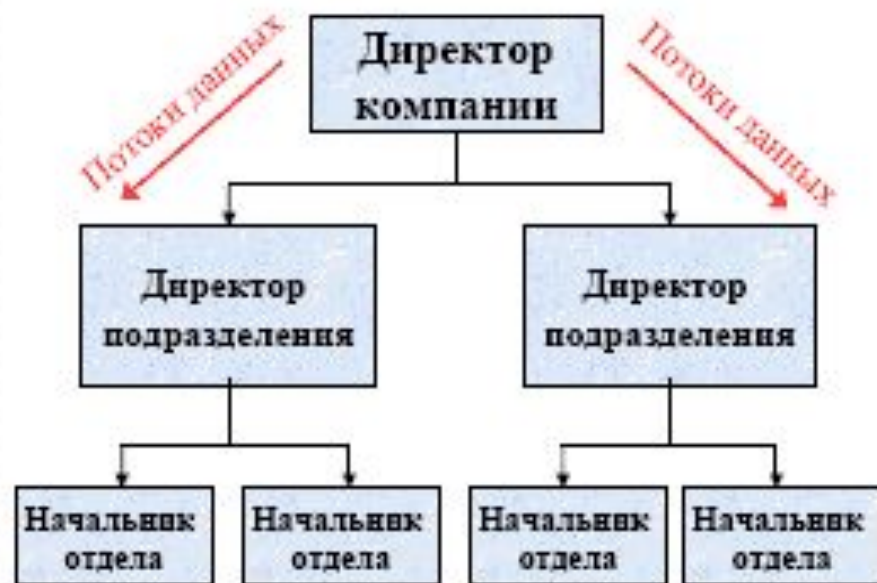 Директор
компании
Потоки данных
Потоки данных
Директор
подразделения
Директор
подразделения
Начальник
отдела
Начальник
отдела
Начальник
отдела
Начальник
отдела